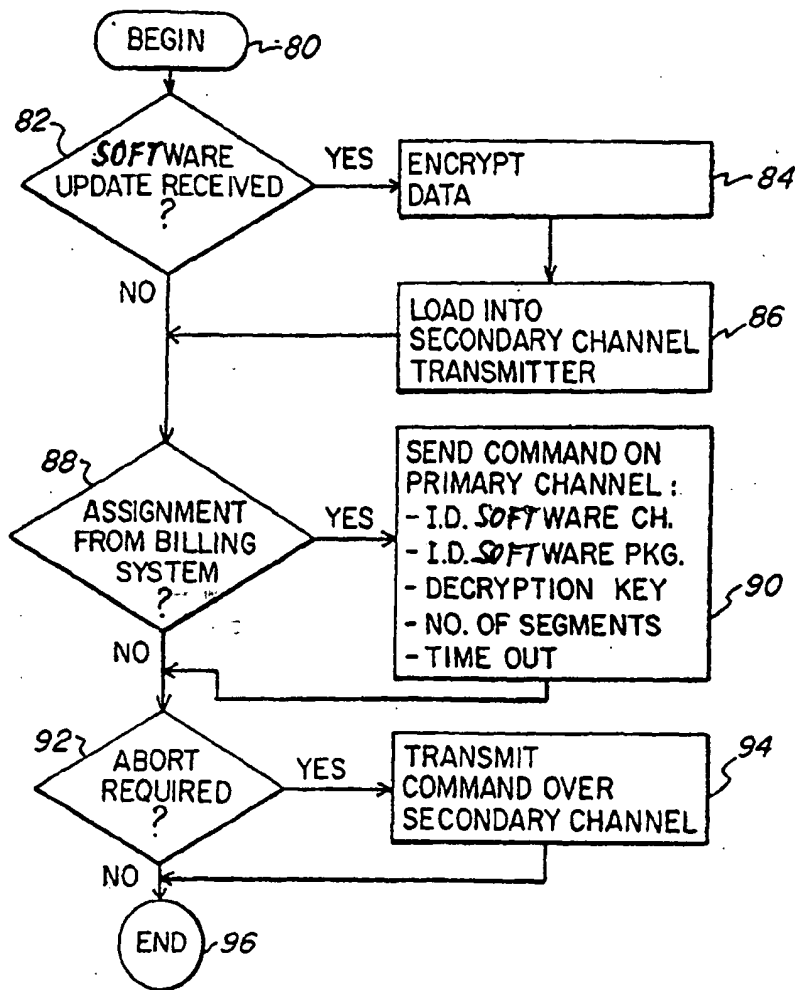 BEGIN
80
82
SOFTWARE
UPDATE RECEIVED
?
YES
ENCRYPT
DATA
84
NO
LOAD INTO
SECONDARY CHANNEL
TRANSMITTER
86
88
ASSIGNMENT
FROM BILLING
SYSTEM
?
YES
SEND COMMAND ON
PRIMARY CHANNEL :
- I.D. SOFTWARE CH.
- I.D. SOFTWARE PKG.
- DECRYPTION KEY
- NO. OF SEGMENTS
- TIME OUT
90
NO
92
ABORT
REQUIRED
?
YES
TRANSMIT
COMMAND OVER
SECONDARY CHANNEL
94
NO
END
96